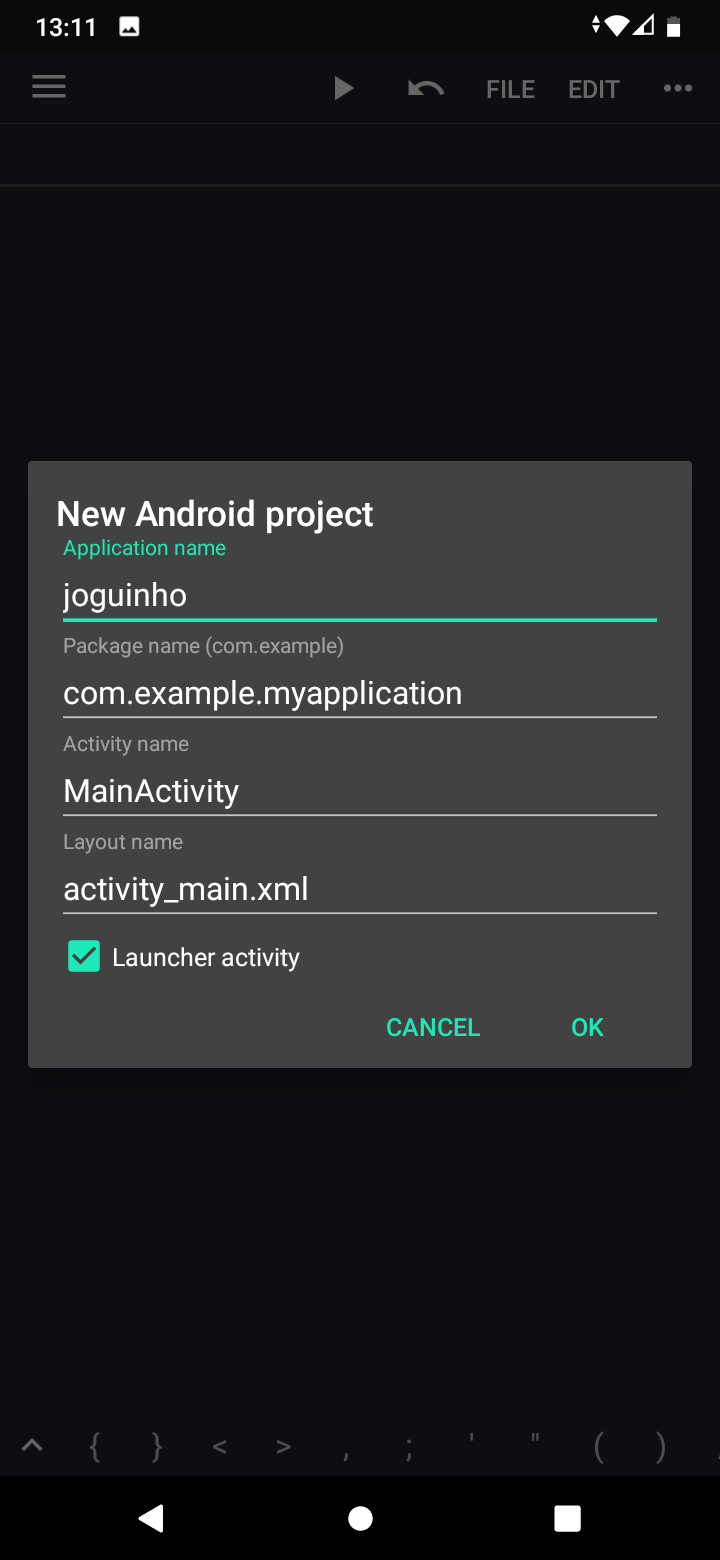 13:11
FILE EDIT
New Android project
Application name
joguinho
Package name (com.example)
com.example.myapplication
Activity name
MainActivity
Layout name
activity_main.xml
Launcher activity
CANCEL OK
{ } < > , ; ' " ( )